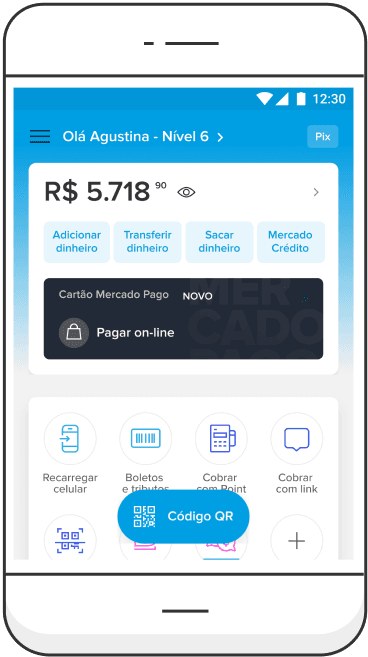 12:30
Olá Agustina - Nível 6 >
Pix
R$ 5.718 90
Adicionar
dinheiro
Transferir
dinheiro
Sacar
dinheiro
Mercado
Crédito
Cartão Mercado Pago NOVO
MER
CADO
PAGO
Pagar on-line
Recarregar
celular
Boletos
e tributos
Cobrar
com Point
Cobrar
com link
Código QR